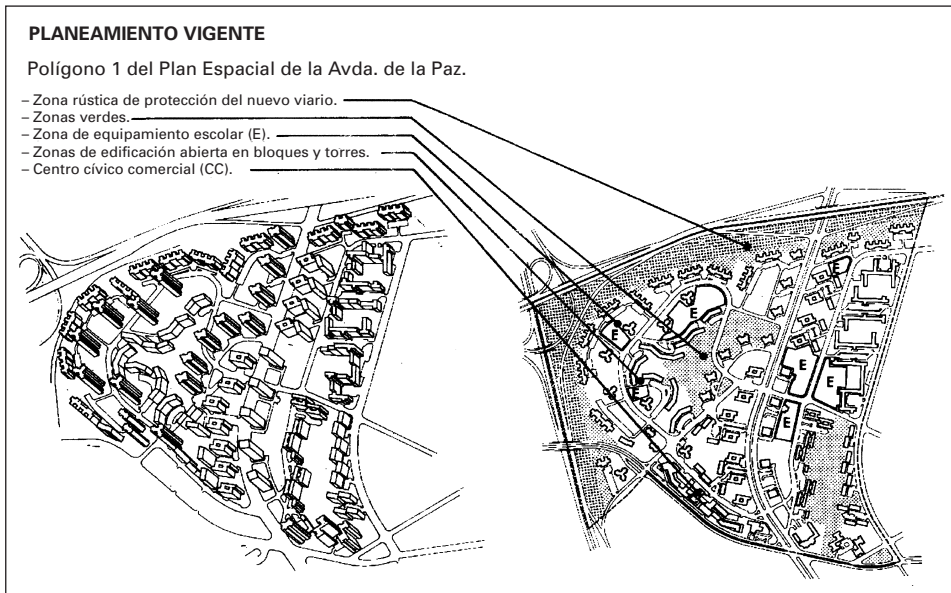 PLANEAMIENTO VIGENTE
Polígono 1 del Plan Espacial de la Avda. de la Paz.
– Zona rústica de protección del nuevo viario.
– Zonas verdes.
– Zona de equipamiento escolar (E).
– Zonas de edificación abierta en bloques y torres.
– Centro cívico comercial (CC).
E
E
E
E
E
E
E